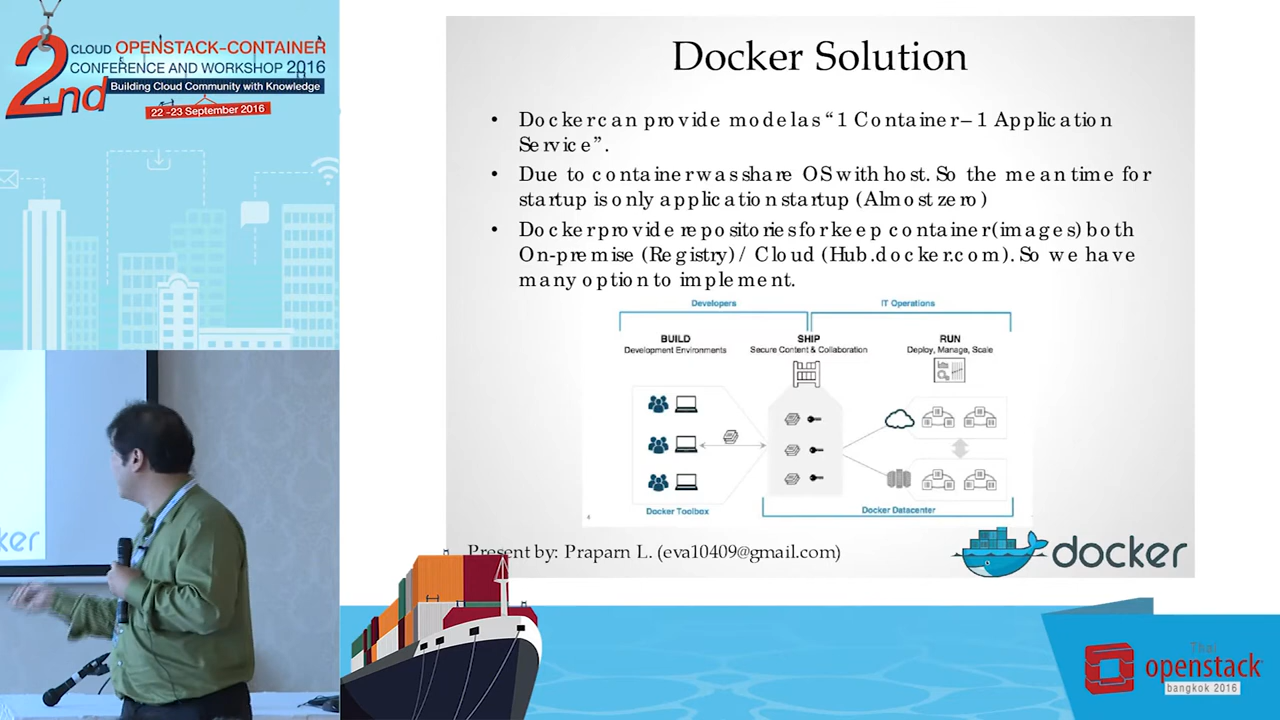 2nd
CLOUD OPENSTACK-CONTAINER
CONFERENCE AND WORKSHOP 2016
Building Cloud Community with Knowledge
22 -23 September 2016
Docker Solution
• Docker can provide model as “1 Container– 1 Application
Service”.
• Due to container was share OS with host. So the mean time for
startup is only application startup (Almost zero)
• Docker provide repositories for keep container(images) both
On-premise (Registry)/ Cloud (Hub.docker.com). So we have
many option to implement.
Developers
IT Operations
BUILD
Development Environments
SHIP
Secure Content & Collaboration
RUN
Deploy, Manage, Scale
Docker Toolbox
Docker Datacenter
4
Present by: Praparn L. (eva10409@gmail.com)
docker
ker
Thai
openstack
bangkok 2016